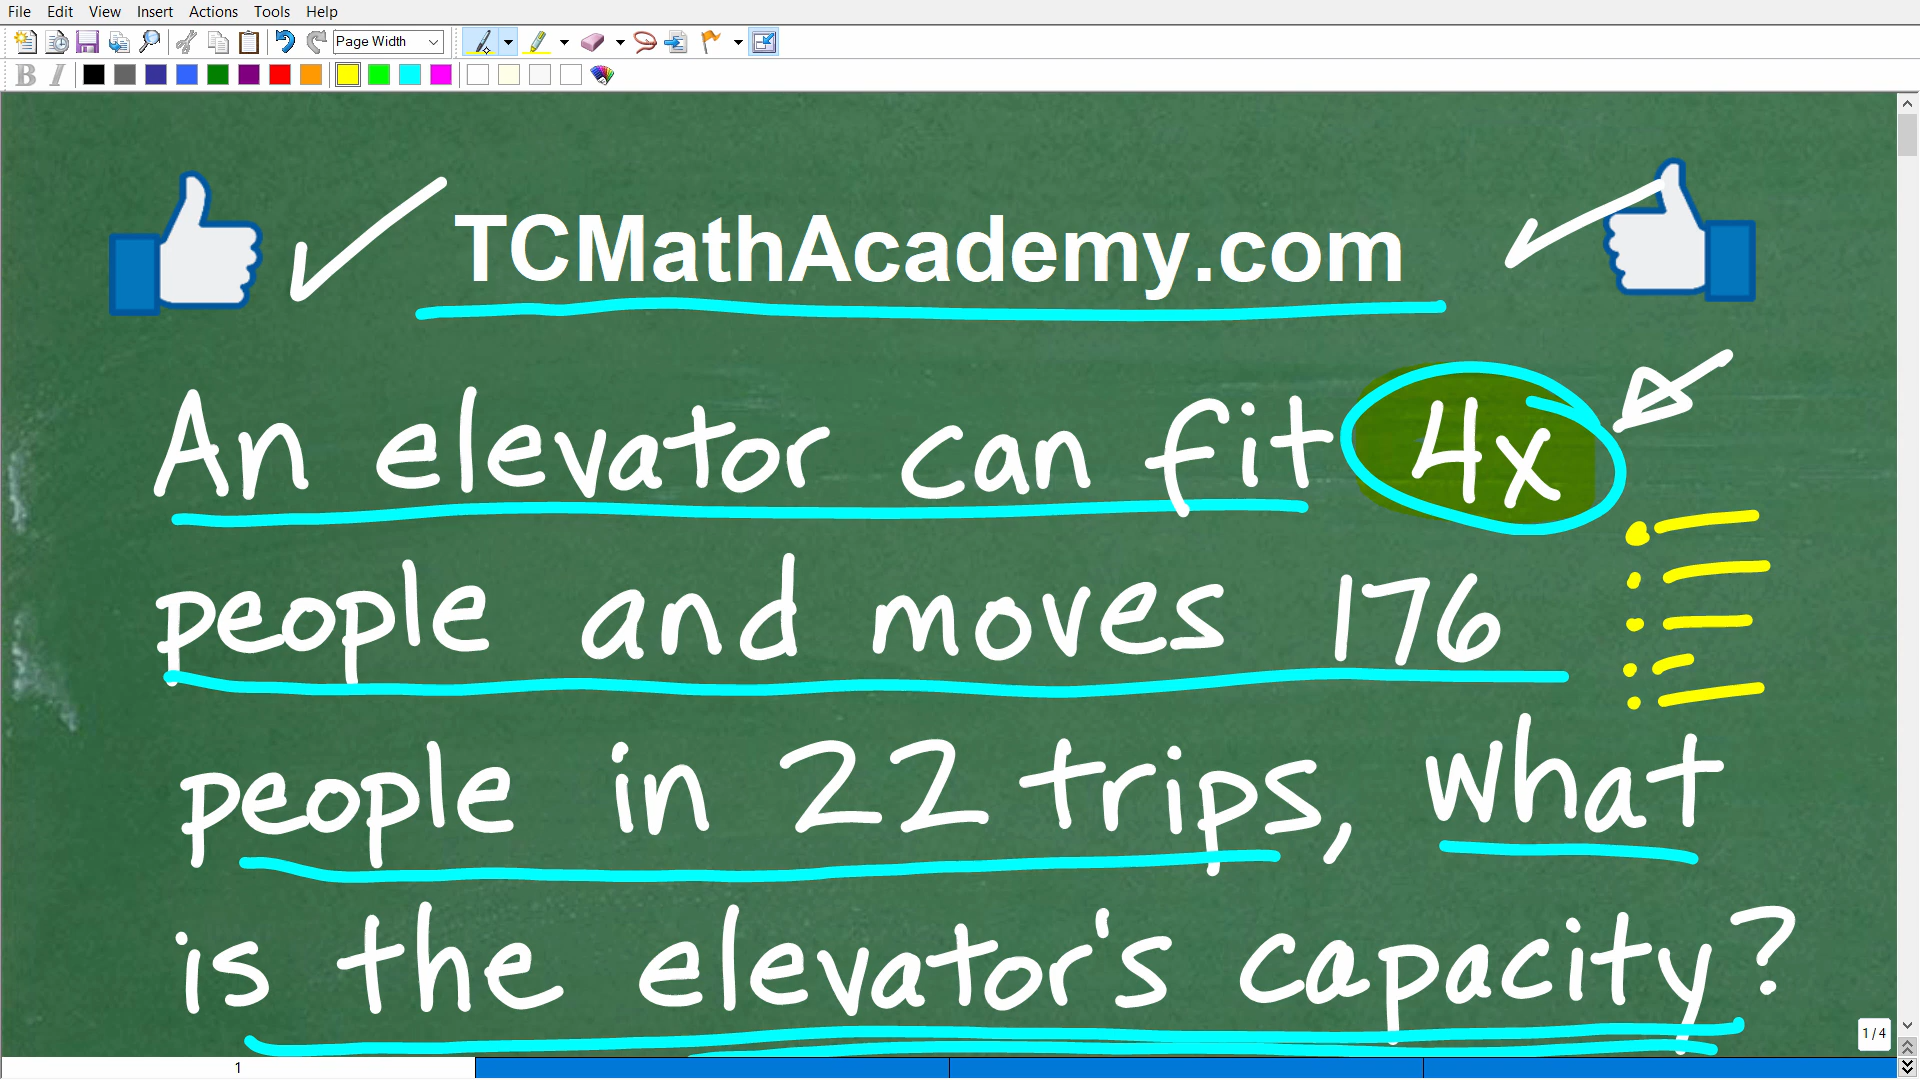 File Edit View Insert Actions Tools Help
Page Width
B I
TCMathAcademy.com
An elevator can fit 4x
people and moves 176
people in 22 trips, what
is the elevator's capacity?
1 / 4
1